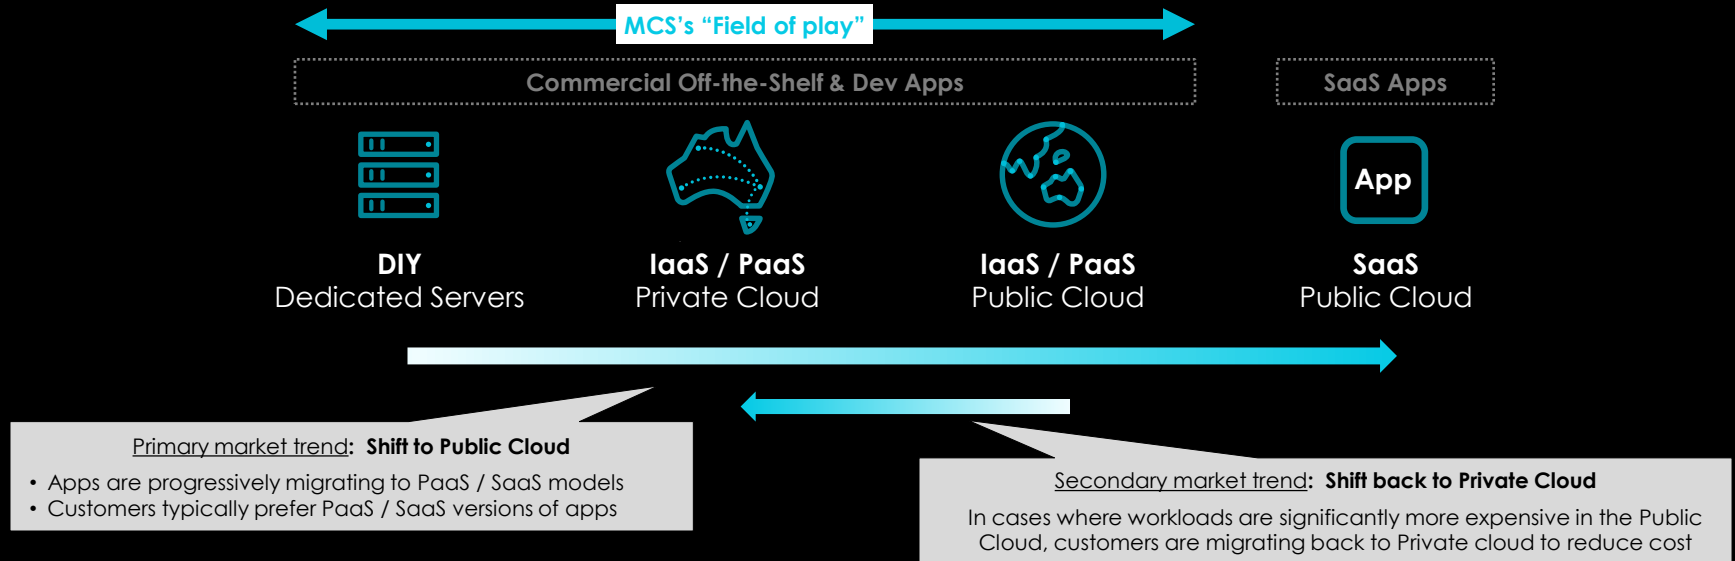 MCS's “Field of play”
Commercial Off-the-Shelf & Dev Apps
SaaS Apps
App
DIY
Dedicated Servers
IaaS / PaaS
Private Cloud
IaaS / PaaS
Public Cloud
SaaS
Public Cloud
Primary market trend: Shift to Public Cloud
• Apps are progressively migrating to PaaS / SaaS models
• Customers typically prefer PaaS / SaaS versions of apps
Secondary market trend: Shift back to Private Cloud
In cases where workloads are significantly more expensive in the Public
Cloud, customers are migrating back to Private cloud to reduce cost